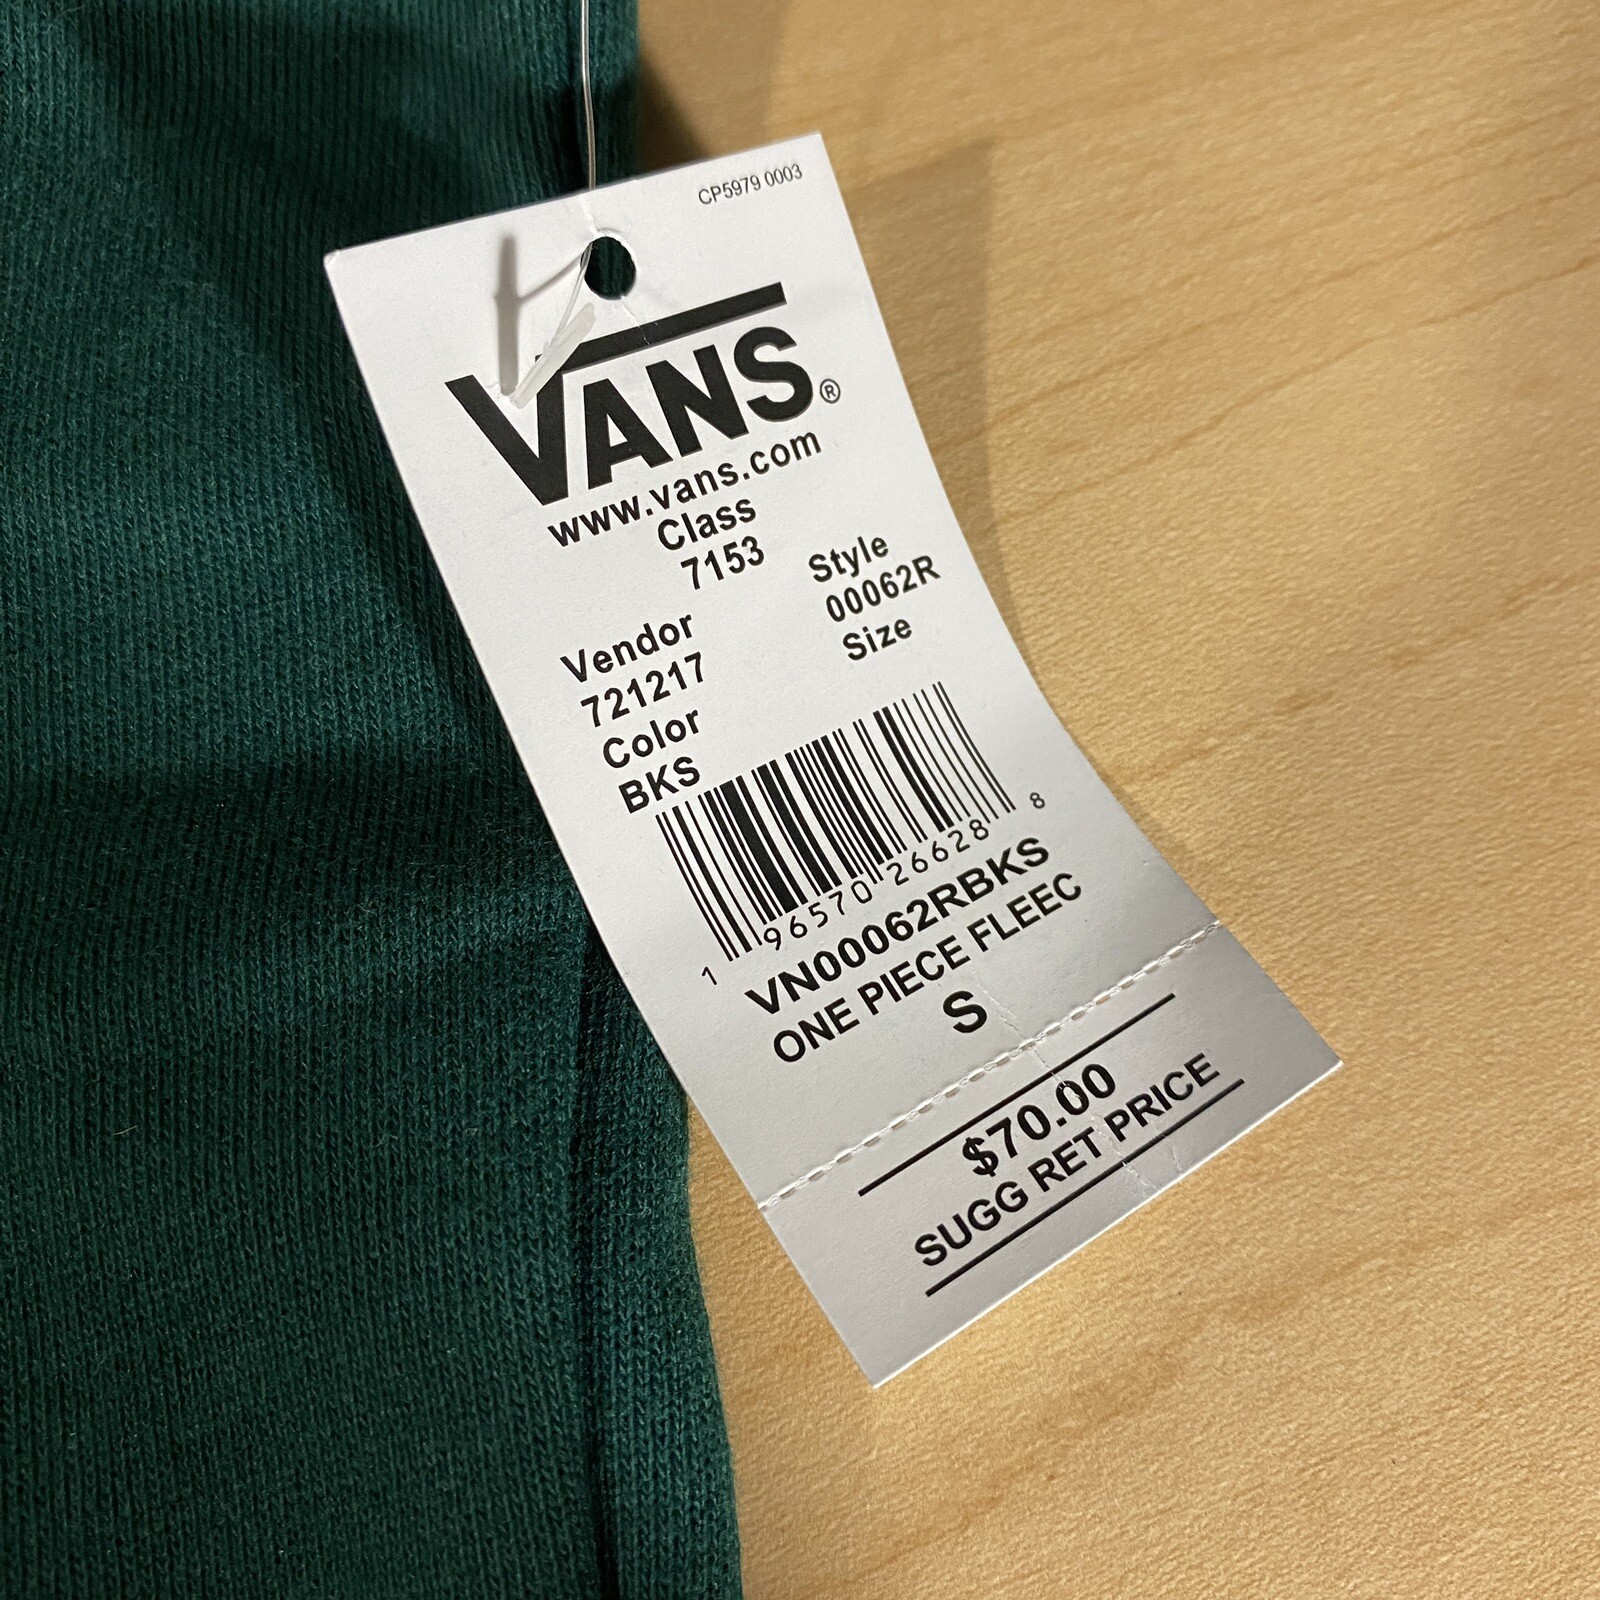 CP5979 0003
VANS®
www.vans.com
Class
7153
Style
00062R
Size
Vendor
721217
Color
BKS
1 96570 26628 8
VN00062RBKS
ONE PIECE FLEEC
S
$70.00
SUGG RET PRICE